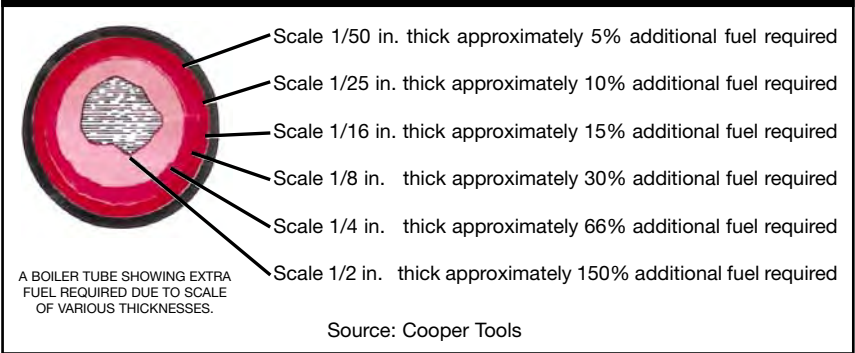 Scale 1/50 in. thick approximately 5% additional fuel required
Scale 1/25 in. thick approximately 10% additional fuel required
Scale 1/16 in. thick approximately 15% additional fuel required
Scale 1/8 in. thick approximately 30% additional fuel required
Scale 1/4 in. thick approximately 66% additional fuel required
Scale 1/2 in. thick approximately 150% additional fuel required
A BOILER TUBE SHOWING EXTRA
FUEL REQUIRED DUE TO SCALE
OF VARIOUS THICKNESSES.
Source: Cooper Tools